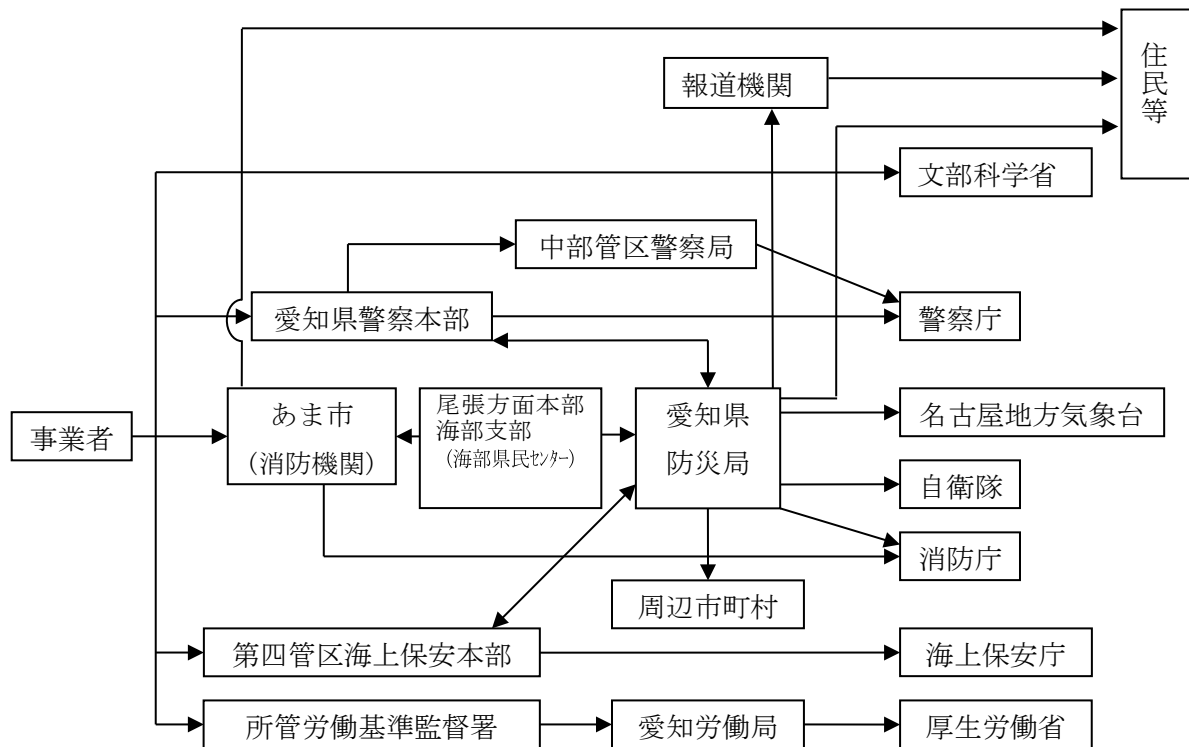 住民等
報道機関
文部科学省
中部管区警察局
愛知県警察本部
警察庁
事業者
あま市
（消防機関）
尾張方面本部
海部支部
（海部県民ｾﾝﾀｰ）
愛知県
防災局
名古屋地方気象台
自衛隊
消防庁
周辺市町村
第四管区海上保安本部
海上保安庁
所管労働基準監督署
愛知労働局
厚生労働省